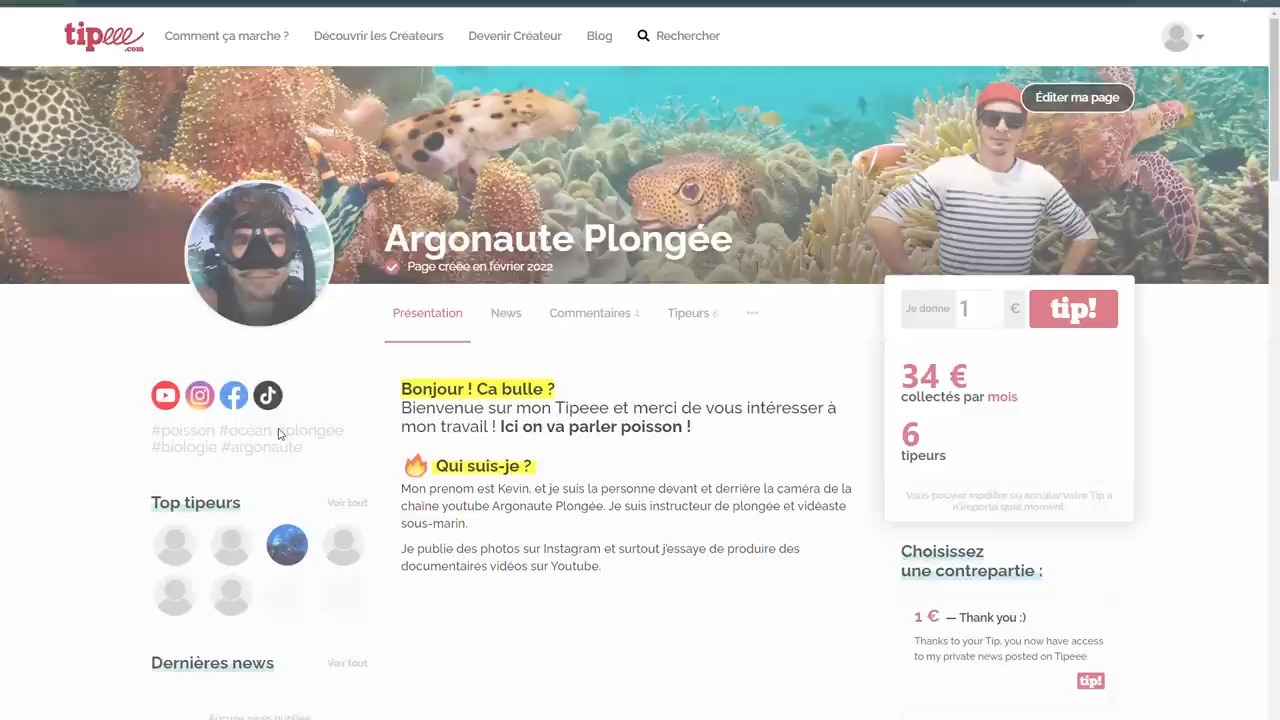 tipeee.com
Comment ça marche ?
Découvrir les Créateurs
Devenir Créateur
Blog
Rechercher
Éditer ma page
Argonaute Plongée
Page créée en février 2022
Présentation
News
Commentaires 4
Tipeurs 6
Je donne 1 € tip!
34 €
collectés par mois
6
tipeurs
Vous pouvez modifier ou annuler votre Tip à
n'importe quel moment.
#poisson #océan #plongée
#biologie #argonaute
Top tipeurs
Voir tout
Dernières news
Voir tout
Aucune news publiée
Bonjour ! Ca bulle ?
Bienvenue sur mon Tipeee et merci de vous intéresser à
mon travail ! Ici on va parler poisson !
Qui suis-je ?
Mon prenom est Kevin, et je suis la personne devant et derrière la caméra de la
chaine youtube Argonaute Plongée. Je suis instructeur de plongée et vidéaste
sous-marin.
Je publie des photos sur Instagram et surtout j'essaye de produire des
documentaires vidéos sur Youtube.
Choisissez
une contrepartie :
1 € — Thank you :)
Thanks to your Tip, you now have access
to my private news posted on Tipeee.
tip!